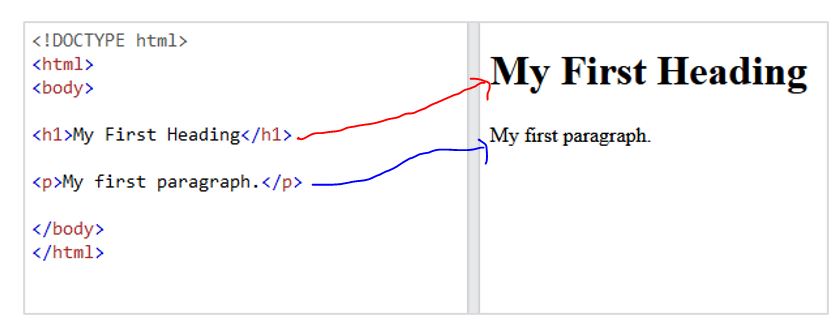 <!DOCTYPE html>
<html>
<body>
<h1>My First Heading</h1>
<p>My first paragraph.</p>
</body>
</html>
My First Heading
My first paragraph.